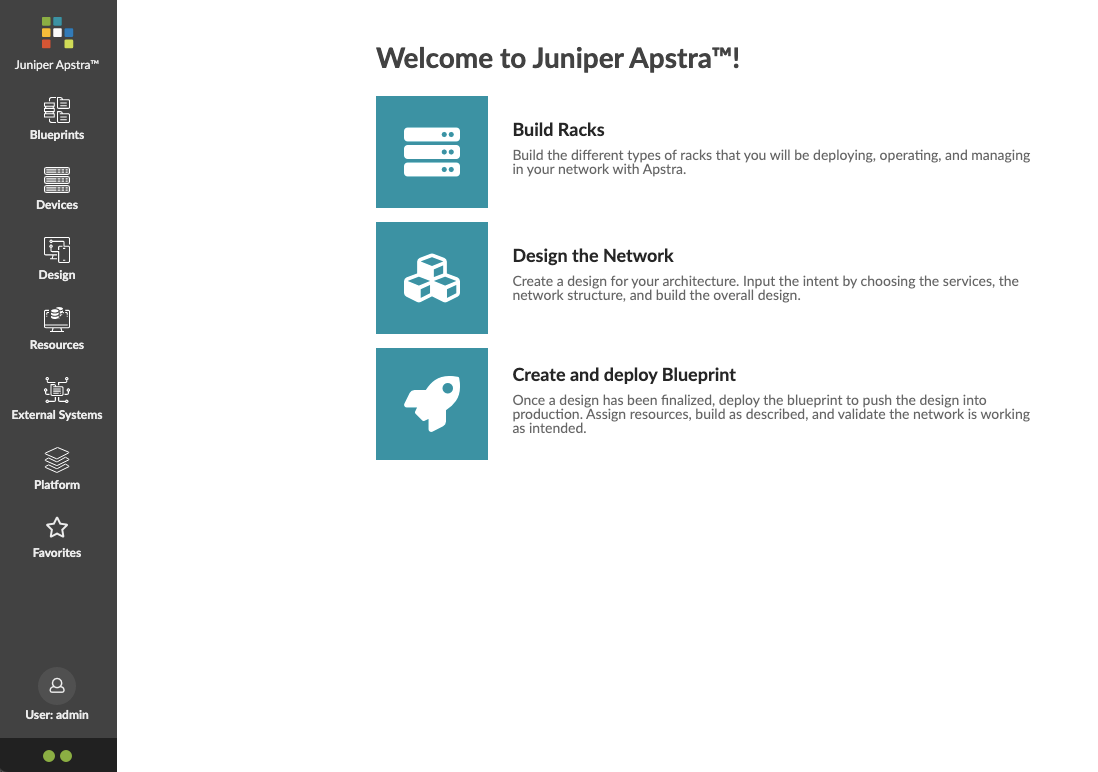 Juniper Apstra™
Blueprints
Devices
Design
Resources
External Systems
Platform
Favorites
User: admin
Welcome to Juniper Apstra™!
Build Racks
Build the different types of racks that you will be deploying, operating, and managing
in your network with Apstra.
Design the Network
Create a design for your architecture. Input the intent by choosing the services, the
network structure, and build the overall design.
Create and deploy Blueprint
Once a design has been finalized, deploy the blueprint to push the design into
production. Assign resources, build as described, and validate the network is working
as intended.